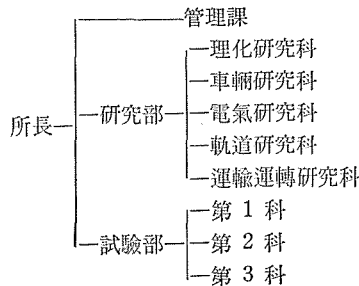 管理課
理化研究科
車輛研究科
研究部
電氣研究科
所長
軌道研究科
運輸運轉研究科
第1科
試驗部
第2科
第3科